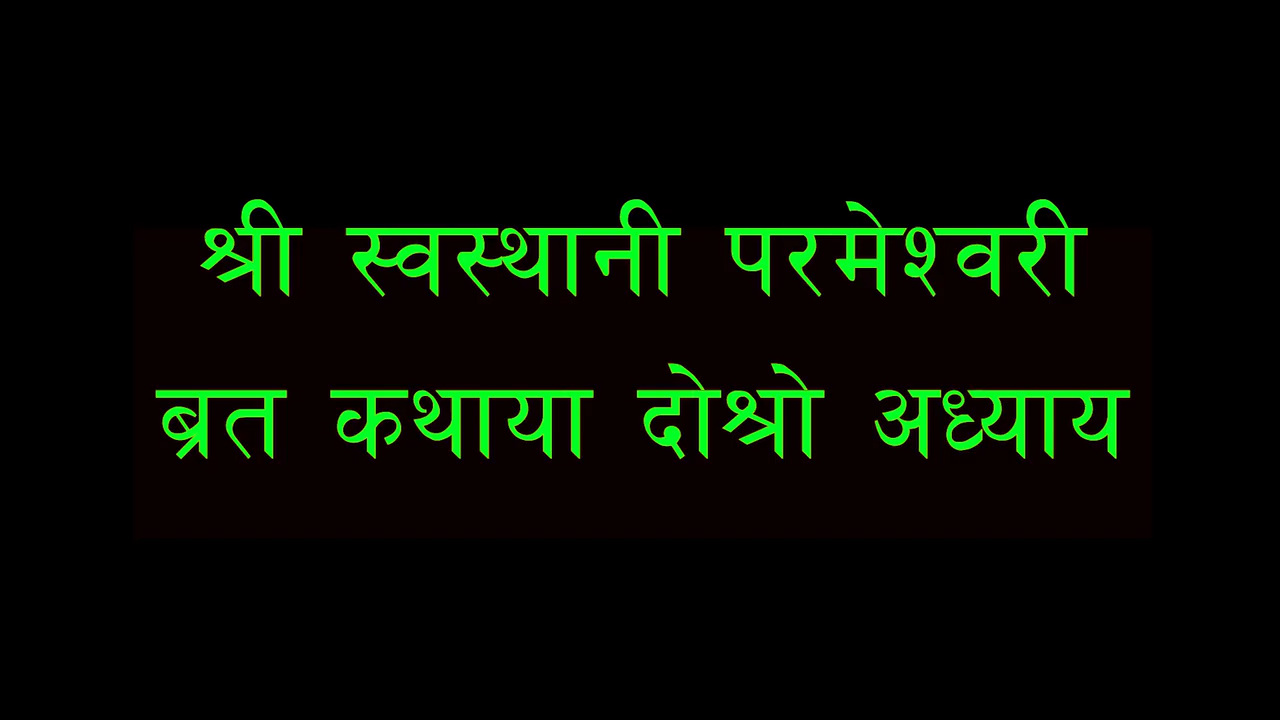 श्री स्वस्थानी परमेश्वरी
ब्रत कथाया दोश्रो अध्याय